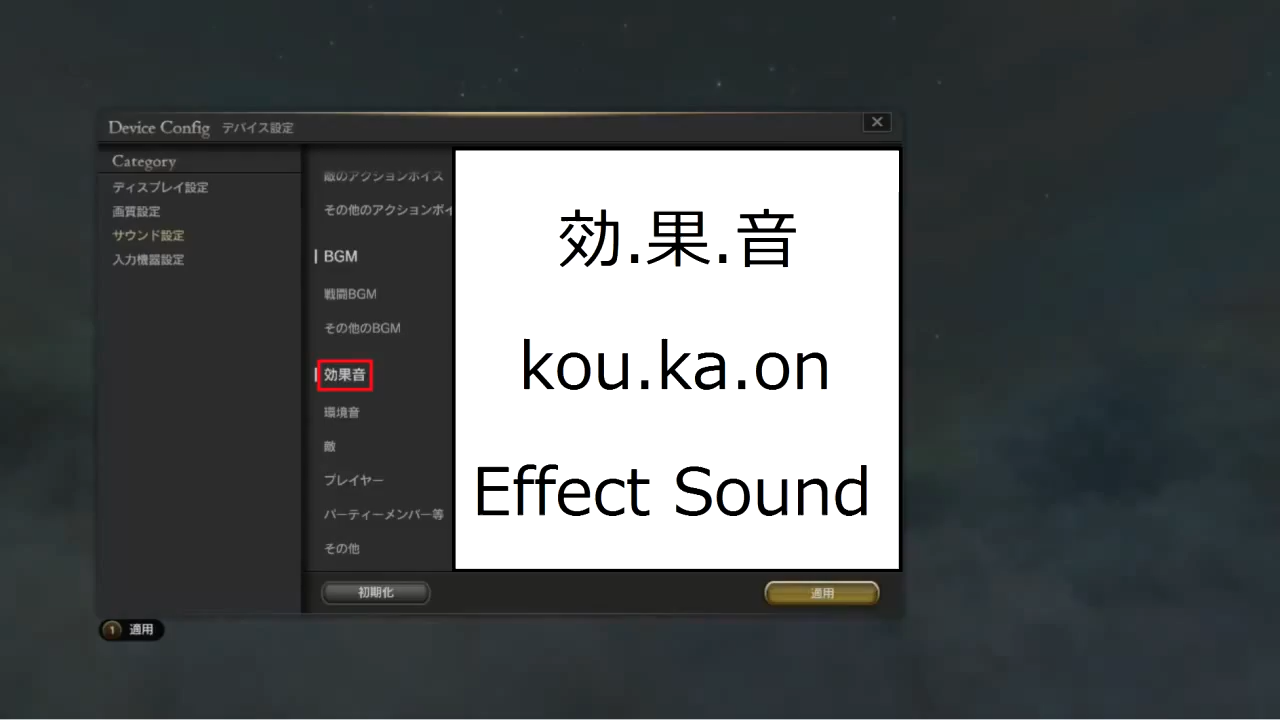 Device Config デバイス設定
Category
ディスプレイ設定
画質設定
サウンド設定
入力機器設定
敵のアクションボイス
その他のアクションボイ
BGM
戦闘BGM
その他のBGM
効果音
環境音
敵
プレイヤー
パーティーメンバー等
その他
効.果.音
kou.ka.on
Effect Sound
初期化
適用
1 適用